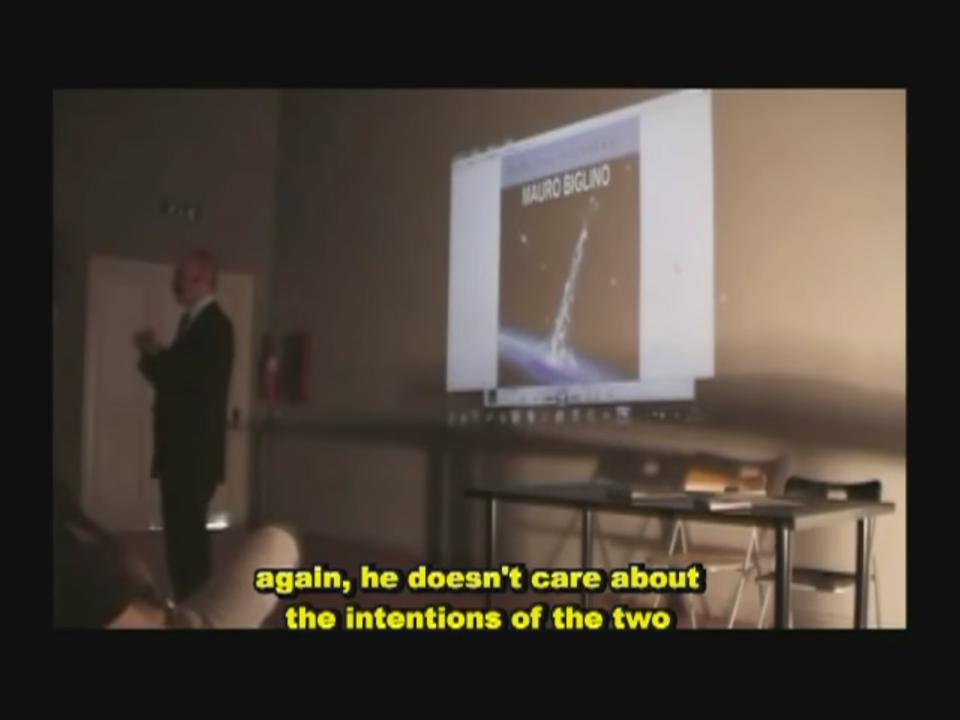 MAURO BIGLINO
again, he doesn't care about
the intentions of the two